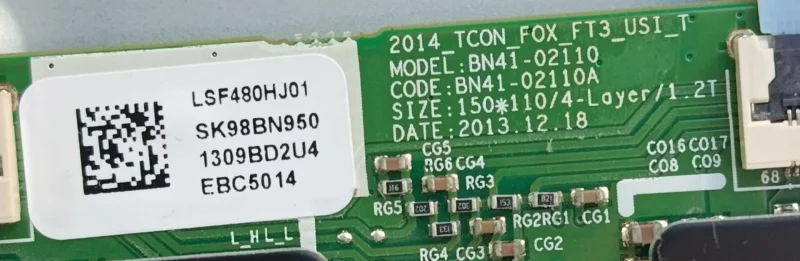 2014_TCON_FOX_FT3_USI_T
MODEL:BN41-02110
CODE:BN41-02110A
SIZE:150*110/4-Layer/1.2T
DATE:2013.12.18
LSF480HJ01
SK98BN950
1309BD2U4
EBC5014
L_H L_L
CG5
RG6 CG4
RG3
RG5
RG4 CG3
RG2 RG1 CG1
CG2
CO16 CO17
CO8 CO9
68